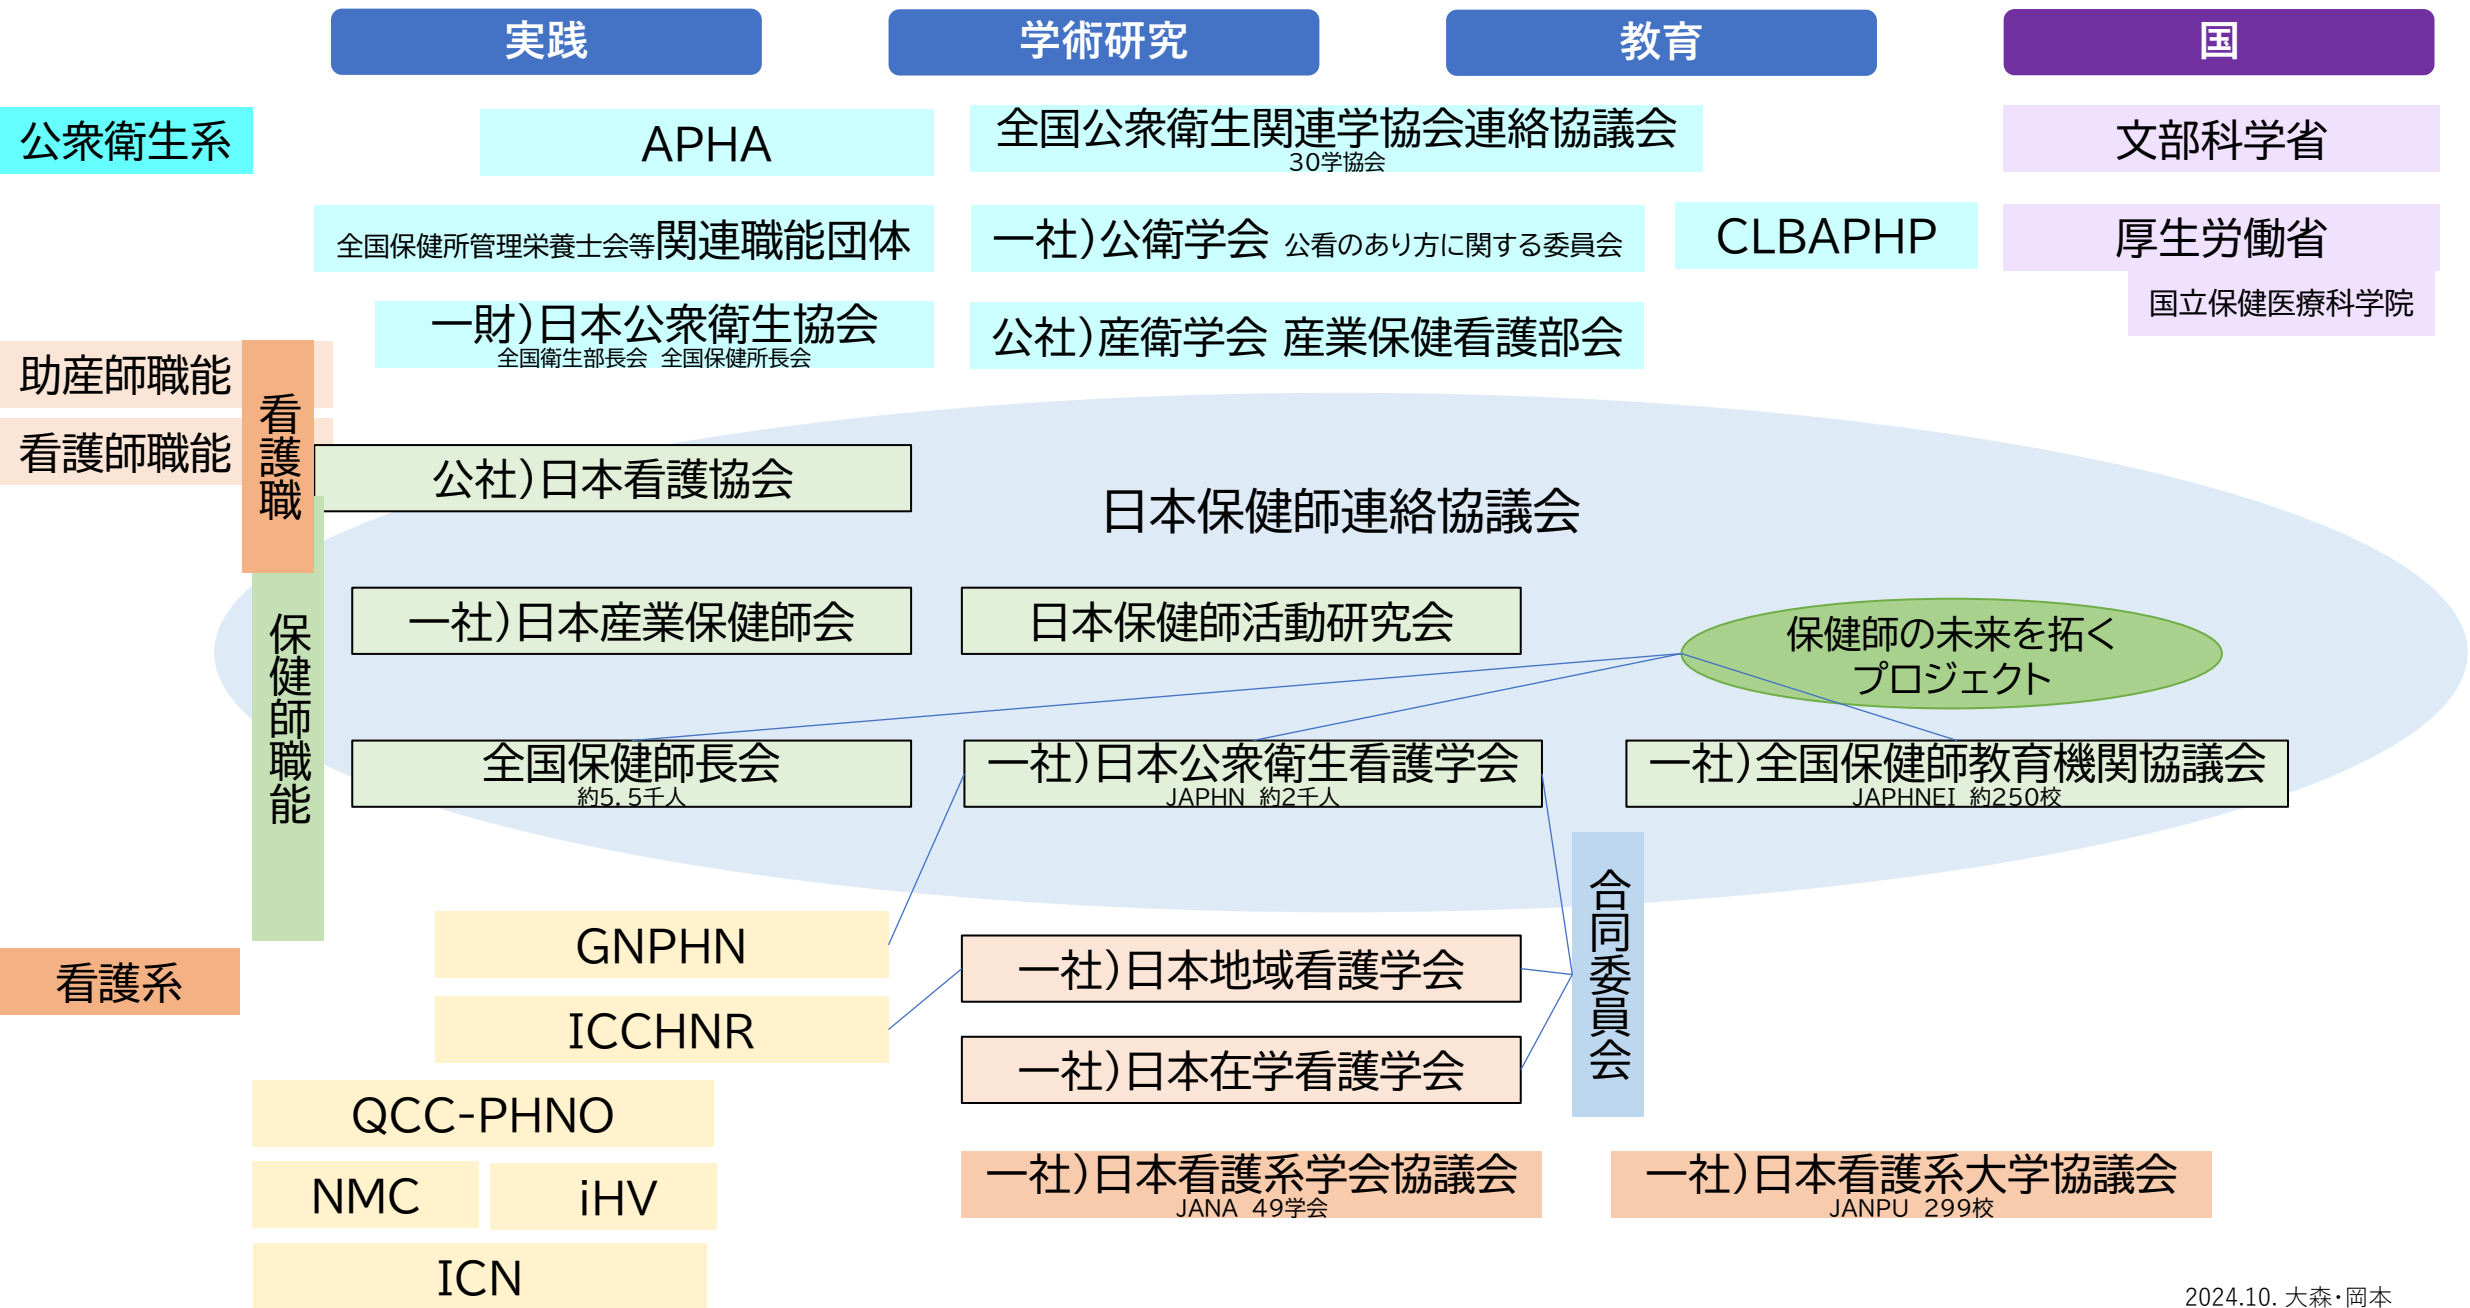 実践
学術研究
教育
国
公衆衛生系
APHA
全国公衆衛生関連学協会連絡協議会
30学協会
文部科学省
全国保健所管理栄養士会等関連職能団体
一社）公衛学会 公看のあり方に関する委員会
CLBAPHP
厚生労働省
国立保健医療科学院
一財）日本公衆衛生協会
全国衛生部長会 全国保健所長会
公社）産衛学会 産業保健看護部会
助産師職能
看護師職能
看護職
公社）日本看護協会
日本保健師連絡協議会
保健師職能
一社）日本産業保健師会
日本保健師活動研究会
保健師の未来を拓く
プロジェクト
全国保健師長会
約5.5千人
一社）日本公衆衛生看護学会
JAPHN 約2千人
一社）全国保健師教育機関協議会
JAPHNEI 約250校
合同委員会
GNPHN
看護系
一社）日本地域看護学会
ICCHNR
一社）日本在学看護学会
QCC-PHNO
NMC
iHV
一社）日本看護系学会協議会
JANA 49学会
一社）日本看護系大学協議会
JANPU 299校
ICN
2024.10. 大森・岡本